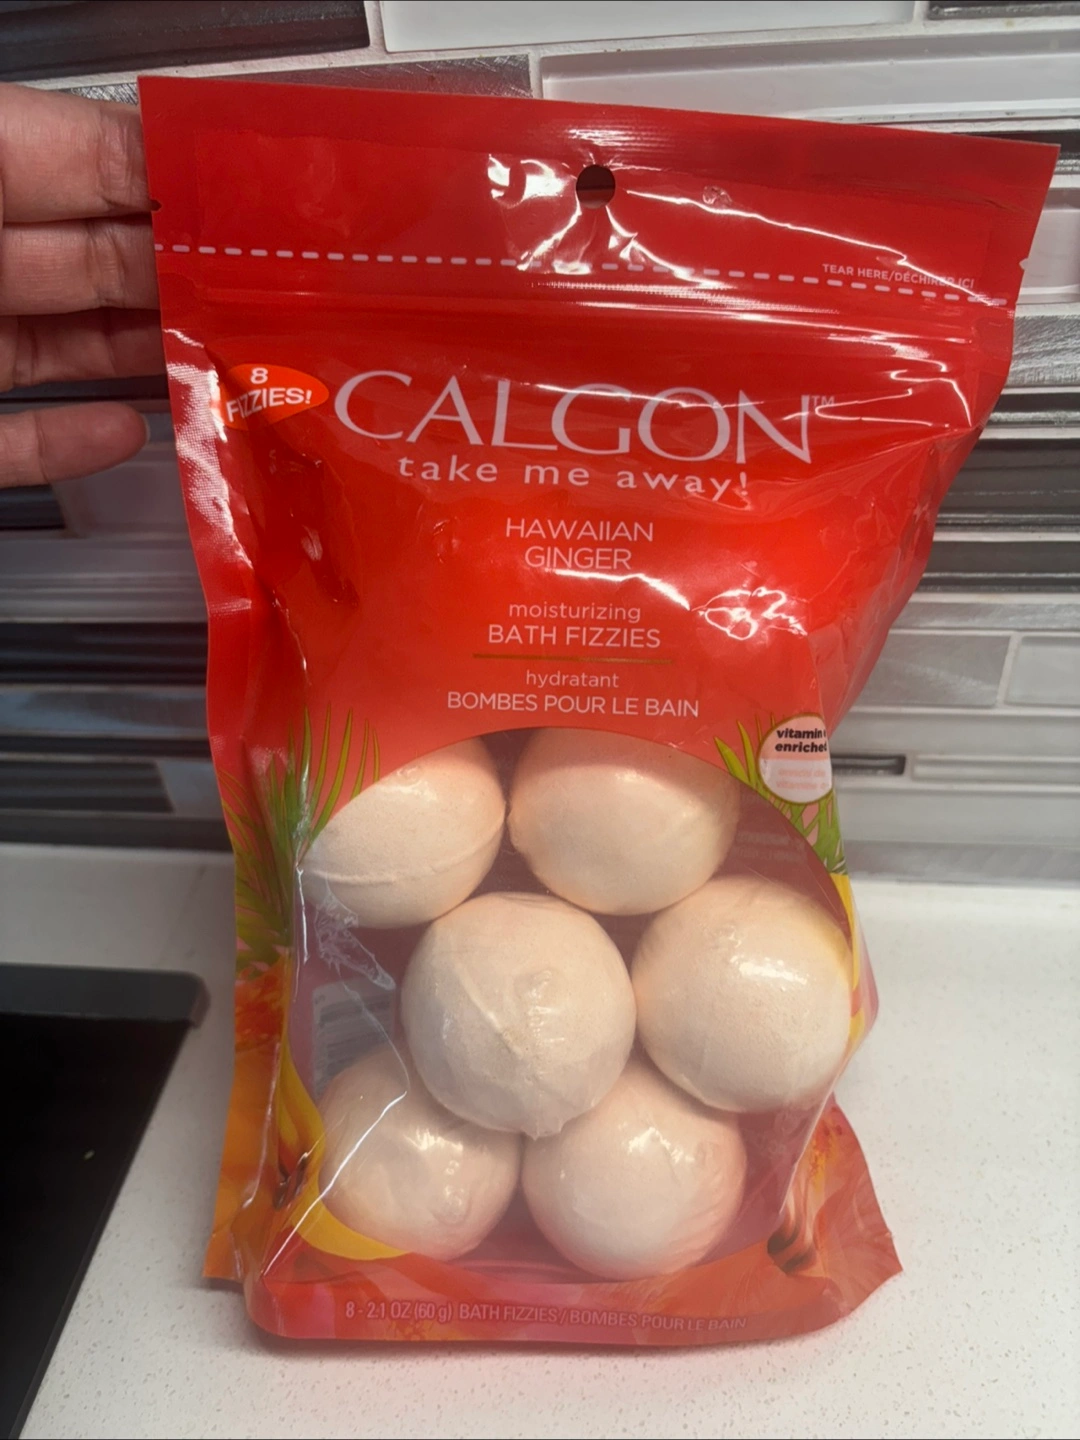 TEAR HERE/DÉCHIRER ICI
8
FIZZIES!
CALGON™
take me away!
HAWAIIAN
GINGER
moisturizing
BATH FIZZIES
hydratant
BOMBES POUR LE BAIN
vitamin
enriched
8 - 2.1 OZ (60 g) BATH FIZZIES / BOMBES POUR LE BAIN